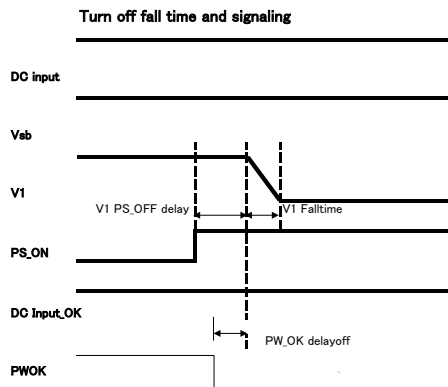 Turn off fall time and signaling
DC input
Vsb
V1
V1 PS_OFF delay
V1 Falltime
PS_ON
DC Input_OK
PW_OK delayoff
PWOK